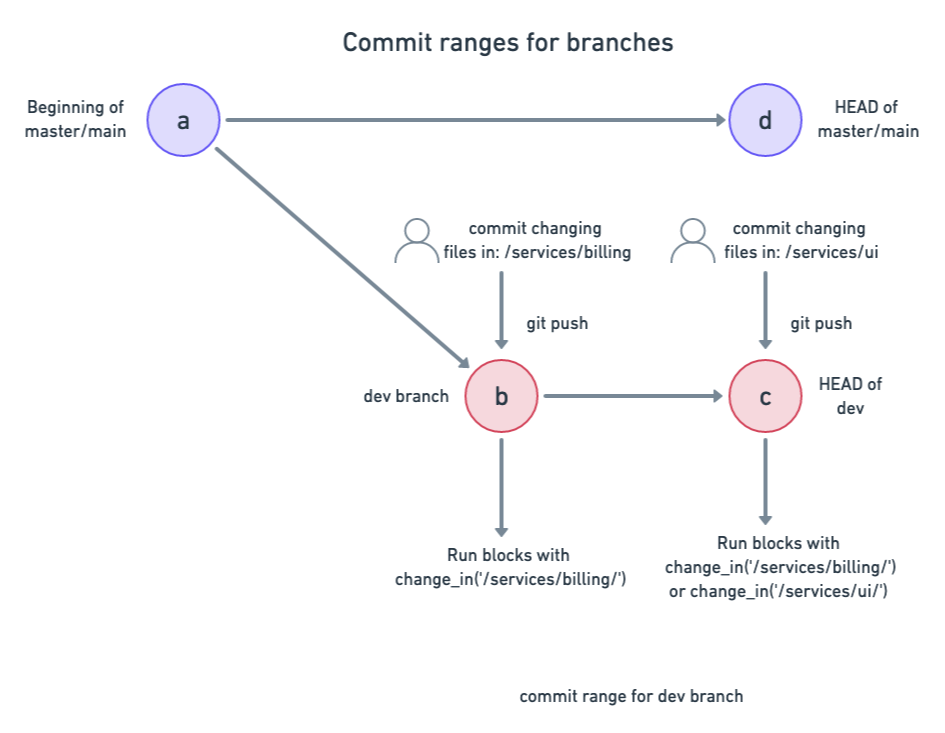 Commit ranges for branches
Beginning of
master/main
a
d
HEAD of
master/main
commit changing
files in: /services/billing
commit changing
files in: /services/ui
git push
git push
dev branch
b
c
HEAD of
dev
Run blocks with
change_in('/services/billing/')
Run blocks with
change_in('/services/billing/')
or change_in('/services/ui/')
commit range for dev branch